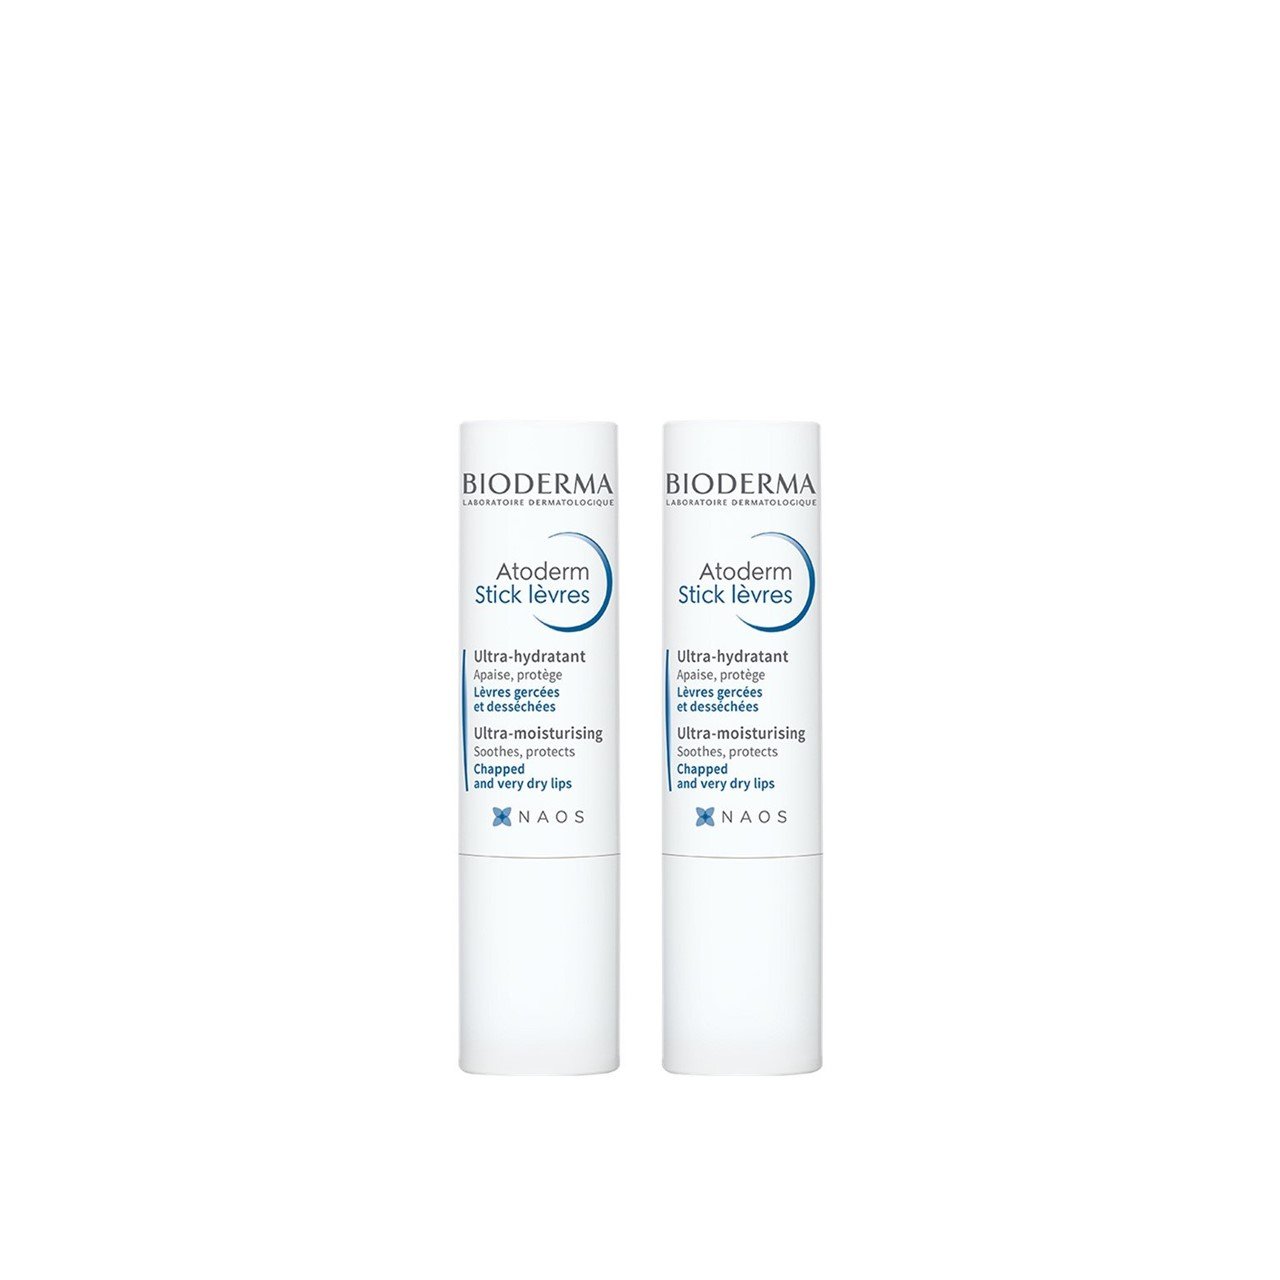 BIODERMA
LABORATOIRE DERMATOLOGIQUE
Atoderm
Stick lèvres
Ultra-hydratant
Apaise, protège
Lèvres gercées
et desséchées
Ultra-moisturising
Soothes, protects
Chapped
and very dry lips
NAOS
BIODERMA
LABORATOIRE DERMATOLOGIQUE
Atoderm
Stick lèvres
Ultra-hydratant
Apaise, protège
Lèvres gercées
et desséchées
Ultra-moisturising
Soothes, protects
Chapped
and very dry lips
NAOS